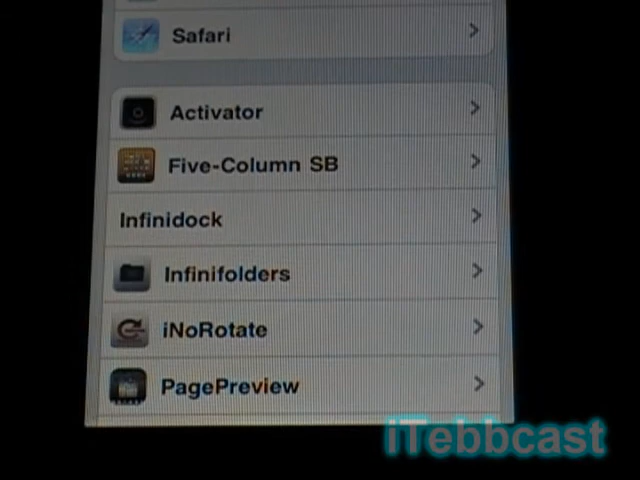 Safari
Activator
Five-Column SB
Infinidock
Infinifolders
iNoRotate
PagePreview
iTebbcast